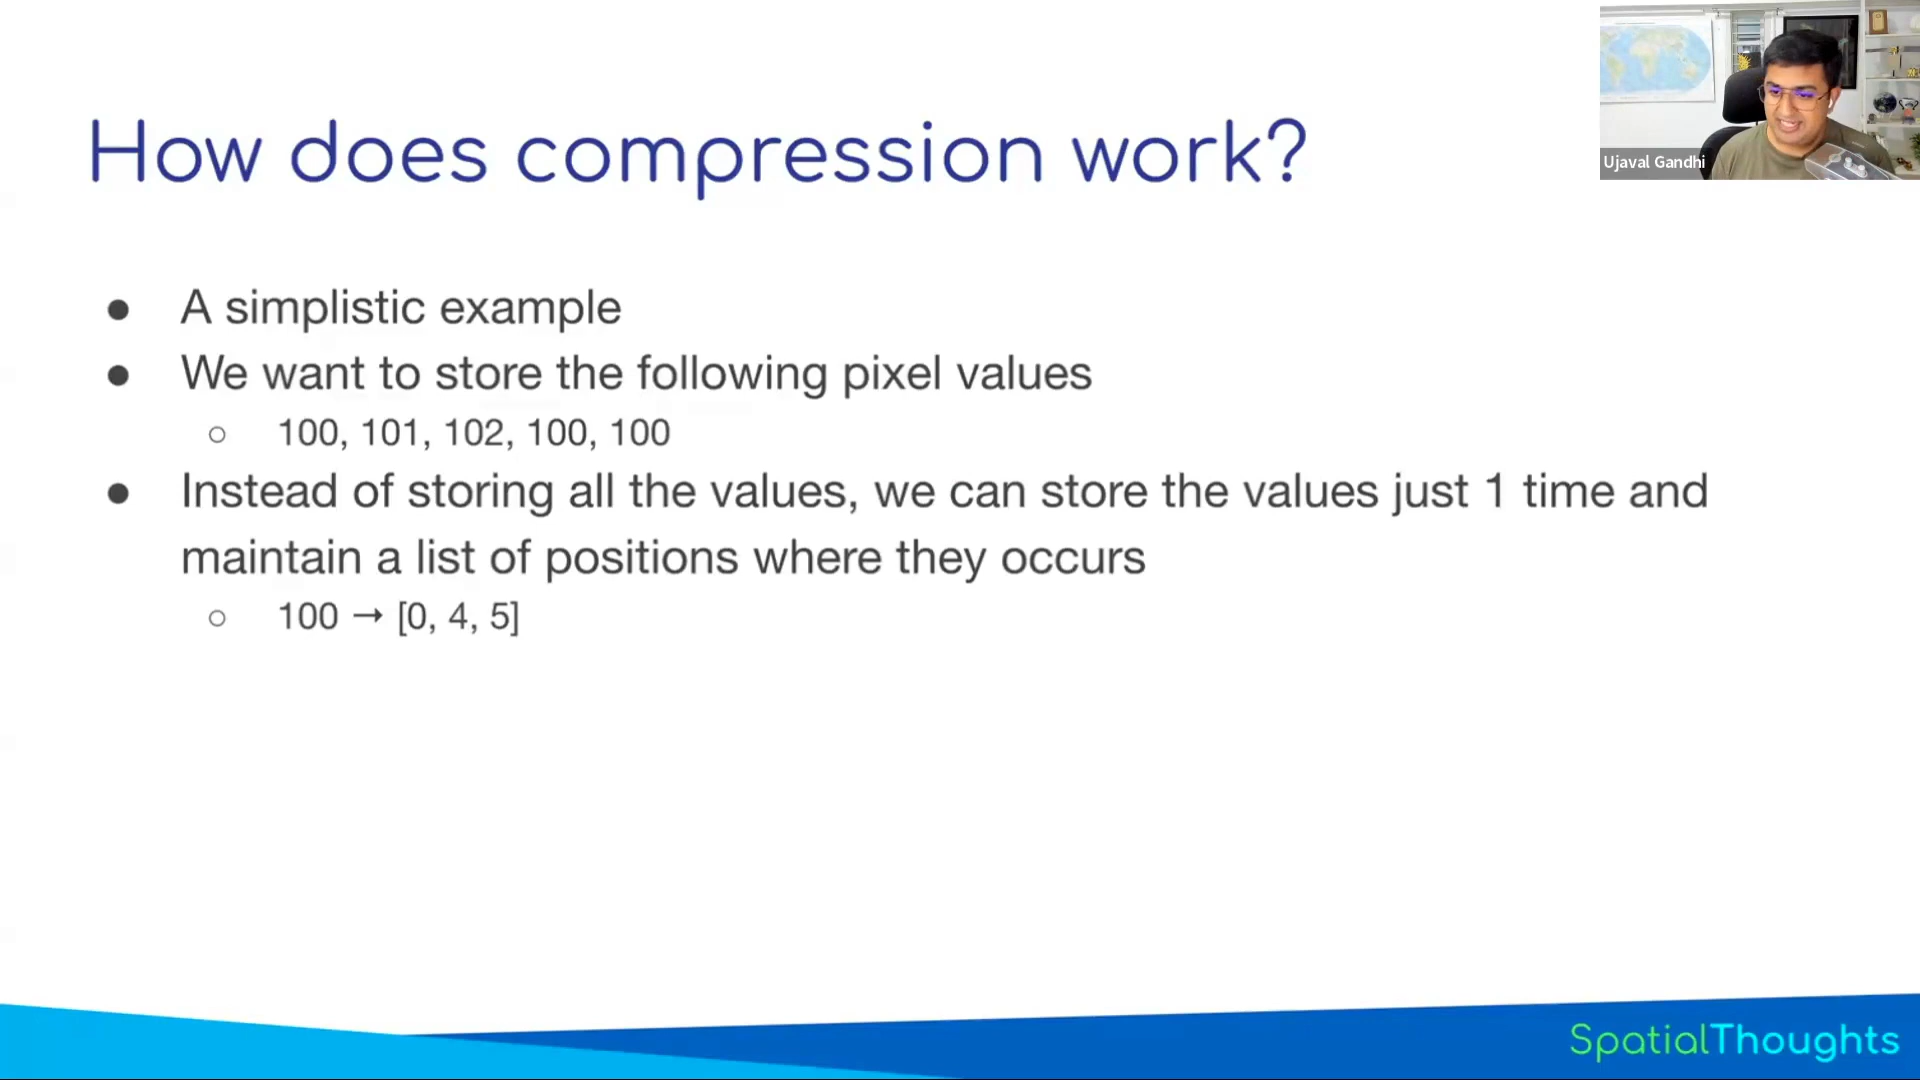 How does compression work?
Ujaval Gandhi
● A simplistic example
● We want to store the following pixel values
○ 100, 101, 102, 100, 100
● Instead of storing all the values, we can store the values just 1 time and
maintain a list of positions where they occurs
○ 100 → [0, 4, 5]
SpatialThoughts